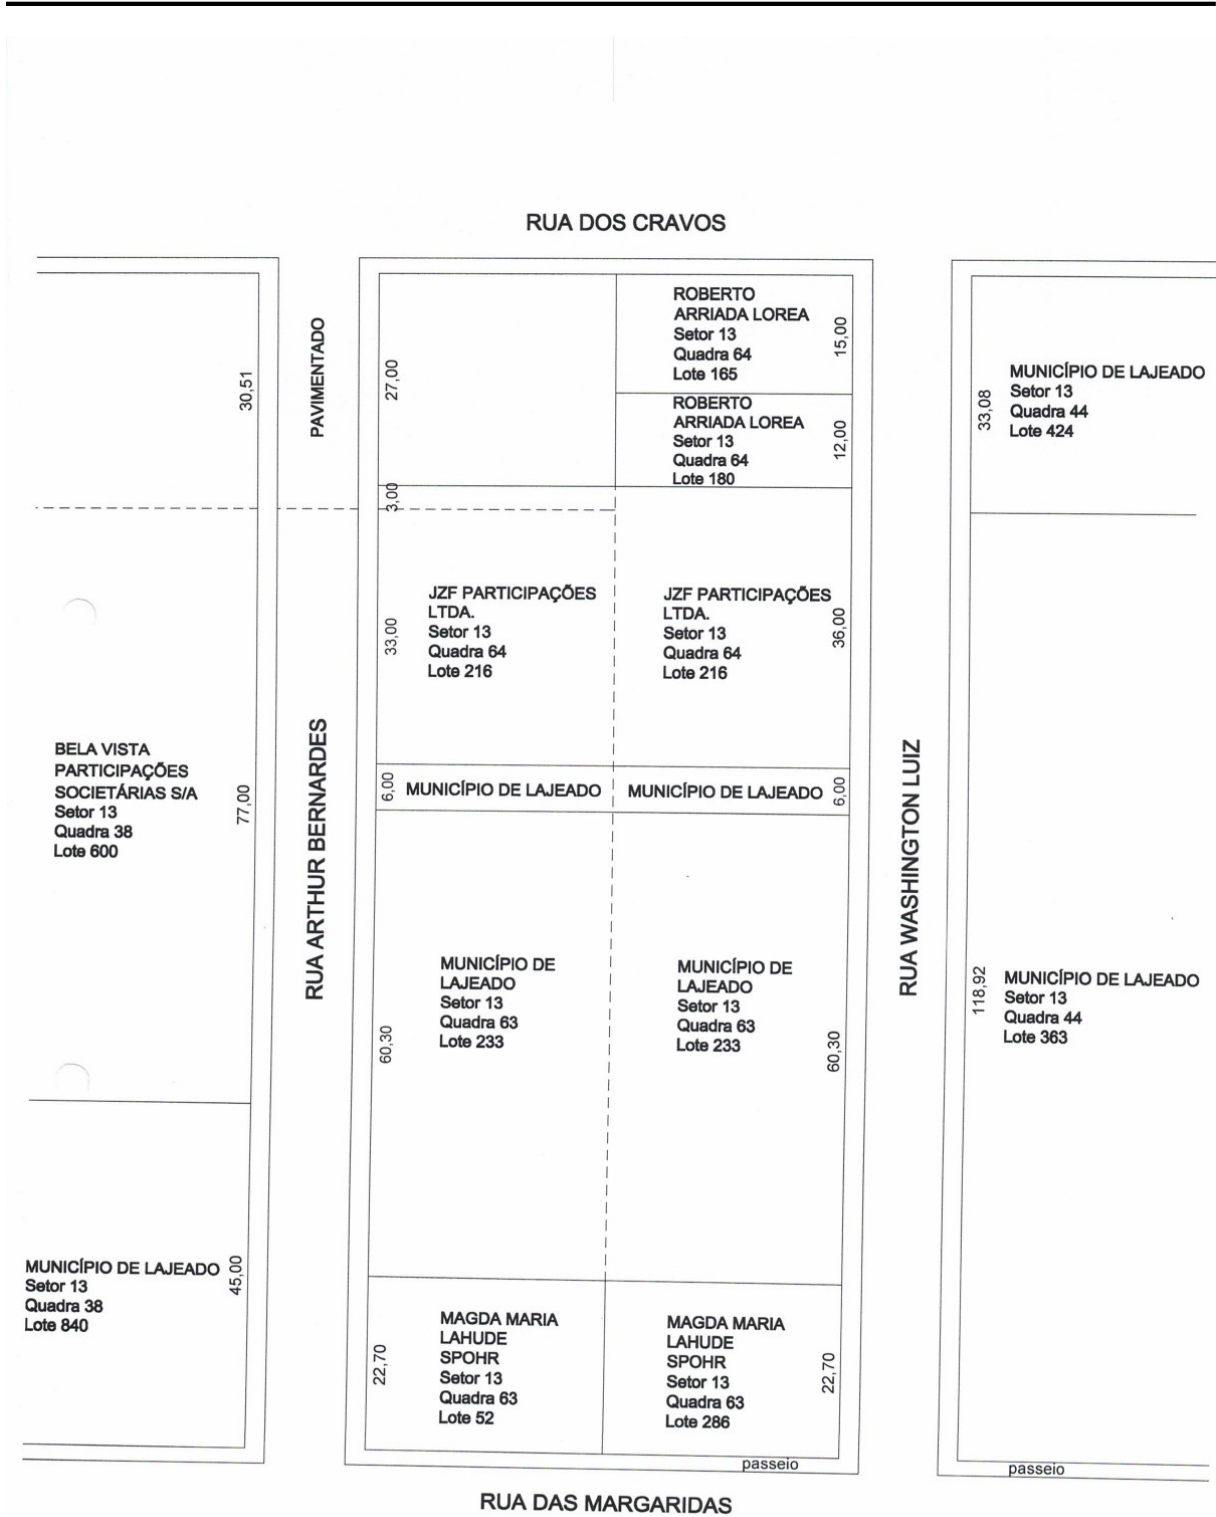 RUA DOS CRAVOS
30,51
PAVIMENTADO
27,00
ROBERTO
ARRIADA LOREA
Setor 13
Quadra 64
Lote 165
15,00
ROBERTO
ARRIADA LOREA
Setor 13
Quadra 64
Lote 180
12,00
33,08
MUNICÍPIO DE LAJEADO
Setor 13
Quadra 44
Lote 424
3,00
33,00
JZF PARTICIPAÇÕES
LTDA.
Setor 13
Quadra 64
Lote 216
JZF PARTICIPAÇÕES
LTDA.
Setor 13
Quadra 64
Lote 216
36,00
BELA VISTA
PARTICIPAÇÕES
SOCIETÁRIAS S/A
Setor 13
Quadra 38
Lote 600
77,00
RUA ARTHUR BERNARDES
6,00
MUNICÍPIO DE LAJEADO
MUNICÍPIO DE LAJEADO
6,00
RUA WASHINGTON LUIZ
60,30
MUNICÍPIO DE
LAJEADO
Setor 13
Quadra 63
Lote 233
MUNICÍPIO DE
LAJEADO
Setor 13
Quadra 63
Lote 233
60,30
118,92
MUNICÍPIO DE LAJEADO
Setor 13
Quadra 44
Lote 363
MUNICÍPIO DE LAJEADO
Setor 13
Quadra 38
Lote 840
45,00
22,70
MAGDA MARIA
LAHUDE
SPOHR
Setor 13
Quadra 63
Lote 52
MAGDA MARIA
LAHUDE
SPOHR
Setor 13
Quadra 63
Lote 286
22,70
passeio
passeio
RUA DAS MARGARIDAS